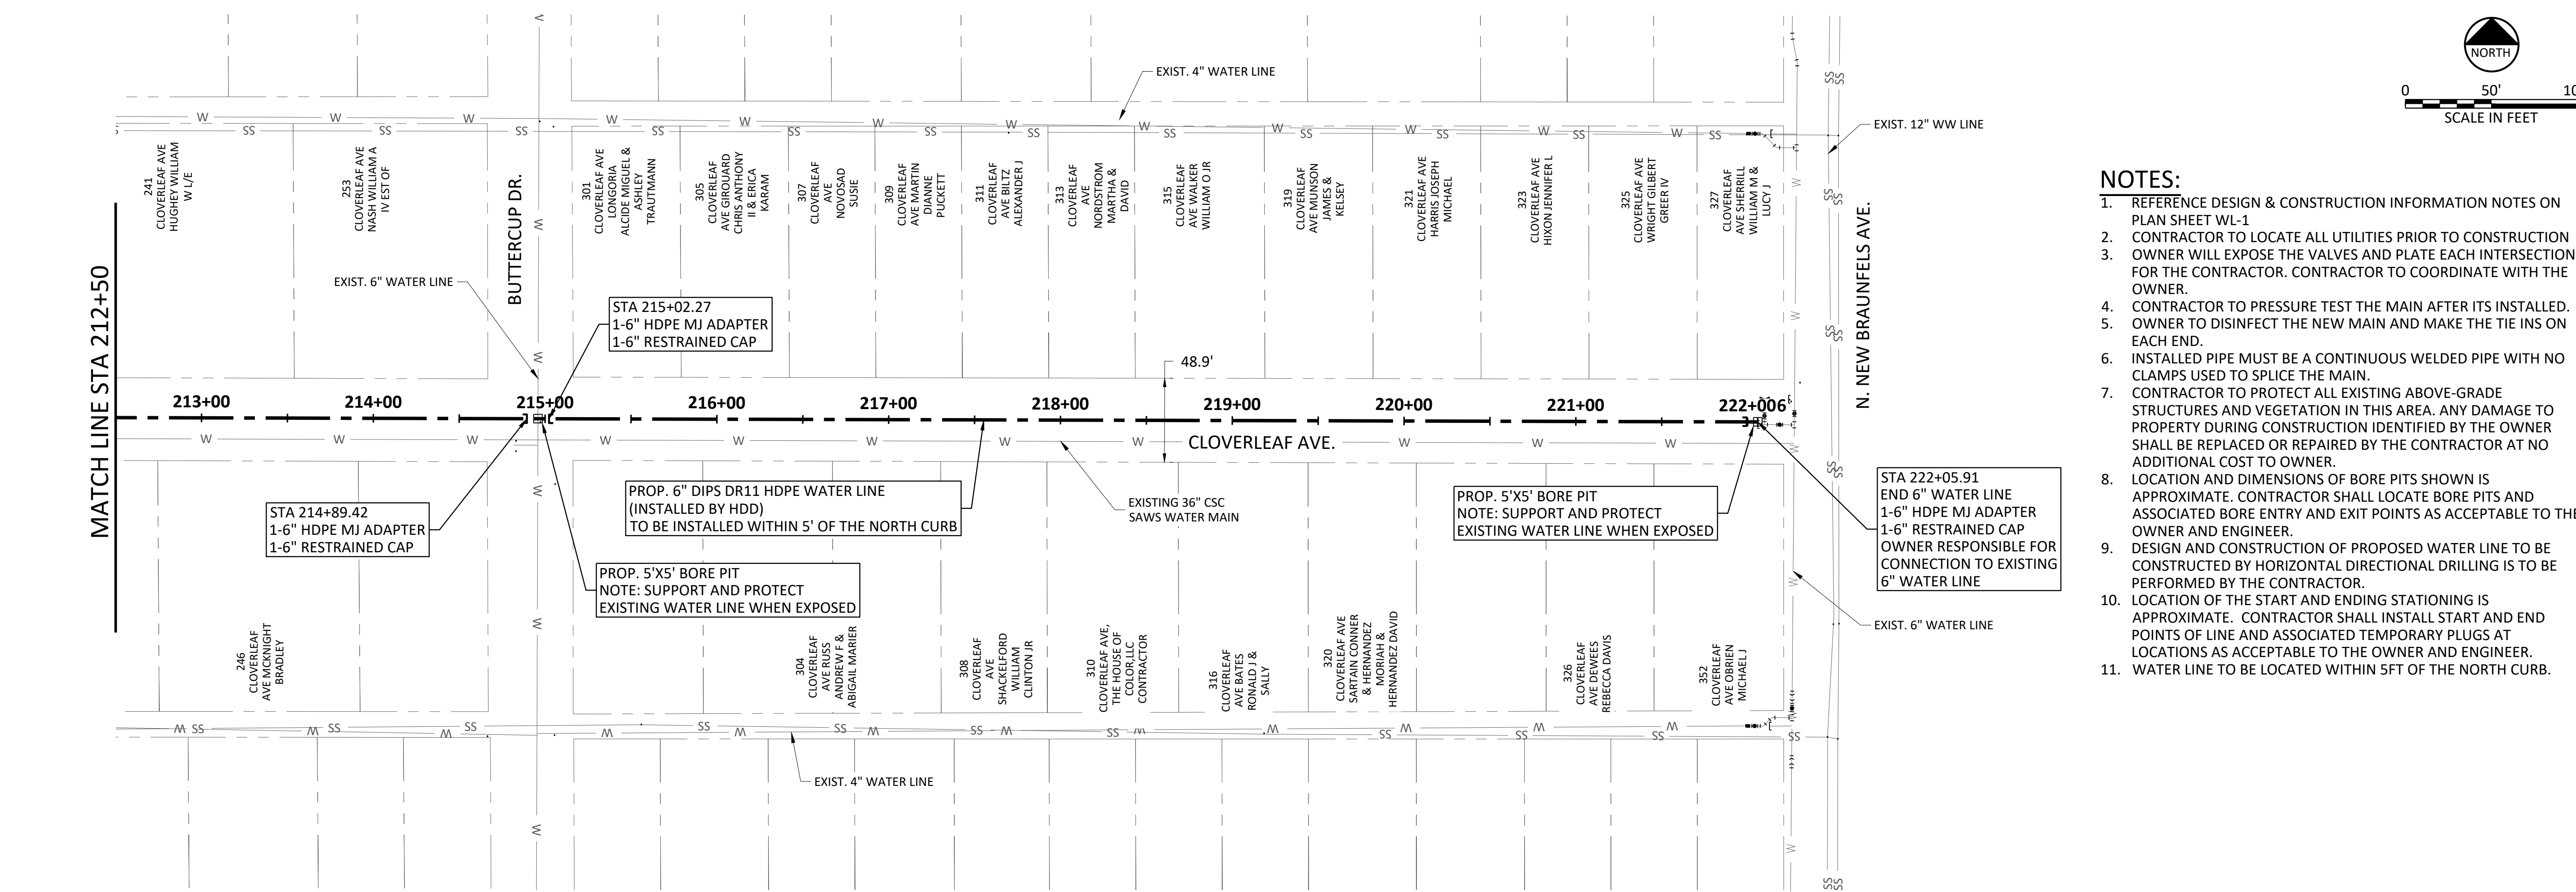 EXIST. 4" WATER LINE
NORTH
0 50' 10
SCALE IN FEET
EXIST. 12" WW LINE
241
CLOVERLEAF AVE
HUGHEY WILLIAM
W L/E
253
CLOVERLEAF AVE
NASH WILLIAM A
IV EST OF
BUTTERCUP DR.
301
CLOVERLEAF AVE
LONGORIA
ALCIDE MIGUEL &
ASHLEY
TRAUTMANN
305
CLOVERLEAF
AVE GIROUARD
CHRIS ANTHONY
II & ERICA
KARAM
307
CLOVERLEAF
AVE
NOVOSAD
SUSIE
309
CLOVERLEAF
AVE MARTIN
DIANNE
PUCKETT
311
CLOVERLEAF
AVE BILTZ
ALEXANDER J
313
CLOVERLEAF
AVE
NORDSTROM
MARTHA &
DAVID
315
CLOVERLEAF
AVE WALKER
WILLIAM O JR
319
CLOVERLEAF
AVE MUNSON
JAMES &
KELSEY
321
CLOVERLEAF AVE
HARRIS JOSEPH
MICHAEL
323
CLOVERLEAF AVE
HIXON JENNIFER L
325
CLOVERLEAF AVE
WRIGHT GILBERT
GREER IV
327
CLOVERLEAF
AVE SHERRILL
WILLIAM M &
LUCY J
N. NEW BRAUNFELS AVE.
MATCH LINE STA 212+50
EXIST. 6" WATER LINE
STA 215+02.27
1-6" HDPE MJ ADAPTER
1-6" RESTRAINED CAP
48.9'
213+00
214+00
215+00
216+00
217+00
218+00
219+00
220+00
221+00
222+006
CLOVERLEAF AVE.
STA 214+89.42
1-6" HDPE MJ ADAPTER
1-6" RESTRAINED CAP
PROP. 6" DIPS DR11 HDPE WATER LINE
(INSTALLED BY HDD)
TO BE INSTALLED WITHIN 5' OF THE NORTH CURB
EXISTING 36" CSC
SAWS WATER MAIN
PROP. 5'X5' BORE PIT
NOTE: SUPPORT AND PROTECT
EXISTING WATER LINE WHEN EXPOSED
STA 222+05.91
END 6" WATER LINE
1-6" HDPE MJ ADAPTER
1-6" RESTRAINED CAP
OWNER RESPONSIBLE FOR
CONNECTION TO EXISTING
6" WATER LINE
PROP. 5'X5' BORE PIT
NOTE: SUPPORT AND PROTECT
EXISTING WATER LINE WHEN EXPOSED
EXIST. 6" WATER LINE
246
CLOVERLEAF
AVE MCKNIGHT
BRADLEY
304
CLOVERLEAF
AVE RUSS
ANDREW F &
ABIGAIL MARIER
308
CLOVERLEAF
AVE
SHACKELFORD
WILLIAM
CLINTON JR
310
CLOVERLEAF AVE,
THE HOUSE OF
COLOR,LLC
CONTRACTOR
316
CLOVERLEAF
AVE BATES
RONALD J &
SALLY
320
CLOVERLEAF AVE
SARTAIN CONNER
& HERNANDEZ
MORIAH &
HERNANDEZ DAVID
326
CLOVERLEAF
AVE DEWEES
REBECCA DAVIS
352
CLOVERLEAF
AVE OBRIEN
MICHAEL J
EXIST. 4" WATER LINE
NOTES:
1. REFERENCE DESIGN & CONSTRUCTION INFORMATION NOTES ON
PLAN SHEET WL-1
2. CONTRACTOR TO LOCATE ALL UTILITIES PRIOR TO CONSTRUCTION
3. OWNER WILL EXPOSE THE VALVES AND PLATE EACH INTERSECTION
FOR THE CONTRACTOR. CONTRACTOR TO COORDINATE WITH THE
OWNER.
4. CONTRACTOR TO PRESSURE TEST THE MAIN AFTER ITS INSTALLED.
5. OWNER TO DISINFECT THE NEW MAIN AND MAKE THE TIE INS ON
EACH END.
6. INSTALLED PIPE MUST BE A CONTINUOUS WELDED PIPE WITH NO
CLAMPS USED TO SPLICE THE MAIN.
7. CONTRACTOR TO PROTECT ALL EXISTING ABOVE-GRADE
STRUCTURES AND VEGETATION IN THIS AREA. ANY DAMAGE TO
PROPERTY DURING CONSTRUCTION IDENTIFIED BY THE OWNER
SHALL BE REPLACED OR REPAIRED BY THE CONTRACTOR AT NO
ADDITIONAL COST TO OWNER.
8. LOCATION AND DIMENSIONS OF BORE PITS SHOWN IS
APPROXIMATE. CONTRACTOR SHALL LOCATE BORE PITS AND
ASSOCIATED BORE ENTRY AND EXIT POINTS AS ACCEPTABLE TO THE
OWNER AND ENGINEER.
9. DESIGN AND CONSTRUCTION OF PROPOSED WATER LINE TO BE
CONSTRUCTED BY HORIZONTAL DIRECTIONAL DRILLING IS TO BE
PERFORMED BY THE CONTRACTOR.
10. LOCATION OF THE START AND ENDING STATIONING IS
APPROXIMATE. CONTRACTOR SHALL INSTALL START AND END
POINTS OF LINE AND ASSOCIATED TEMPORARY PLUGS AT
LOCATIONS AS ACCEPTABLE TO THE OWNER AND ENGINEER.
11. WATER LINE TO BE LOCATED WITHIN 5FT OF THE NORTH CURB.